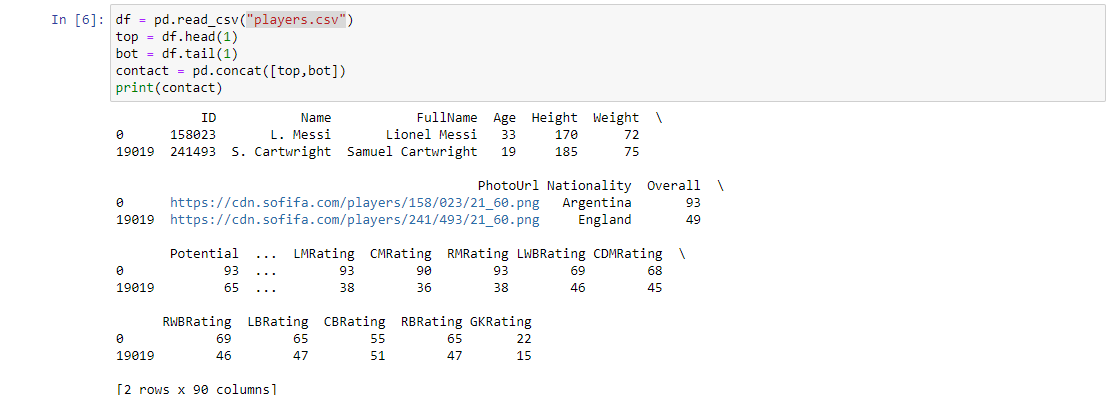 In [6]: df = pd.read_csv("players.csv")
top = df.head(1)
bot = df.tail(1)
contact = pd.concat([top,bot])
print(contact)
ID Name FullName Age Height Weight \
0 158023 L. Messi Lionel Messi 33 170 72
19019 241493 S. Cartwright Samuel Cartwright 19 185 75
PhotoUrl Nationality Overall \
0 https://cdn.sofifa.com/players/158/023/21_60.png Argentina 93
19019 https://cdn.sofifa.com/players/241/493/21_60.png England 49
Potential ... LMRating CMRating RMRating LWBRating CDMRating \
0 93 ... 93 90 93 69 68
19019 65 ... 38 36 38 46 45
RWBRating LBRating CBRating RBRating GKRating
0 69 65 55 65 22
19019 46 47 51 47 15
[2 rows x 90 columns]